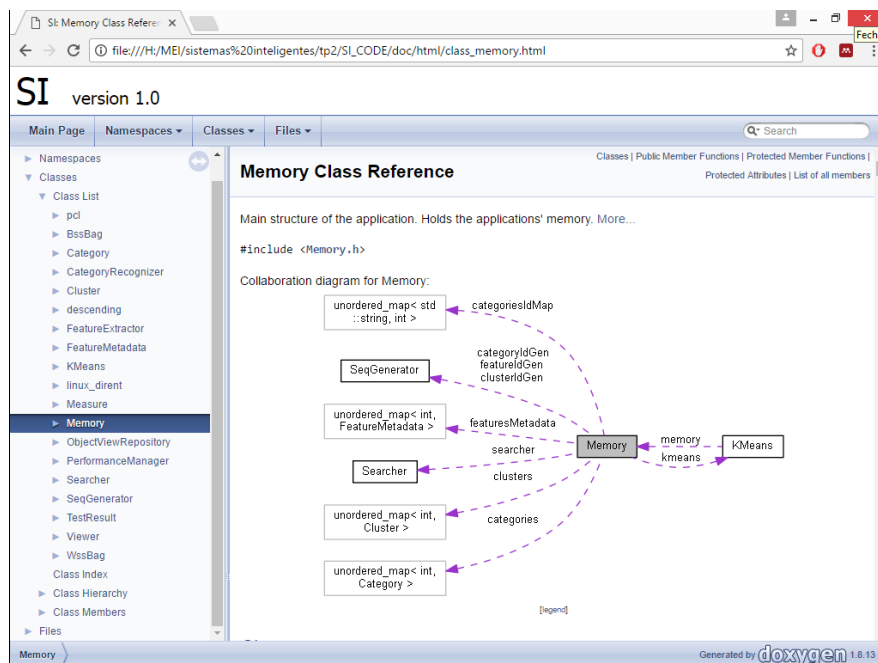 SI: Memory Class Referen
file:///H:/MEI/sistemas%20inteligentes/tp2/SI_CODE/doc/html/class_memory.html
Fech
SI version 1.0
Main Page Namespaces Classes Files Search
Namespaces
Classes
Class List
pcl
BssBag
Category
CategoryRecognizer
Cluster
descending
FeatureExtractor
FeatureMetadata
KMeans
linux_dirent
Measure
Memory
ObjectViewRepository
PerformanceManager
Searcher
SeqGenerator
TestResult
Viewer
WssBag
Class Index
Class Hierarchy
Class Members
Files
Classes | Public Member Functions | Protected Member Functions |
Protected Attributes | List of all members
Memory Class Reference
Main structure of the application. Holds the applications' memory. More...
#include <Memory.h>
Collaboration diagram for Memory:
unordered_map< std
::string, int >
categoriesIdMap
categoryIdGen
featureIdGen
clusterIdGen
SeqGenerator
unordered_map< int,
FeatureMetadata >
featuresMetadata
searcher
Searcher
clusters
unordered_map< int,
Cluster >
categories
unordered_map< int,
Category >
Memory
memory
kmeans
KMeans
[legend]
Memory
Generated by doxygen 1.8.13